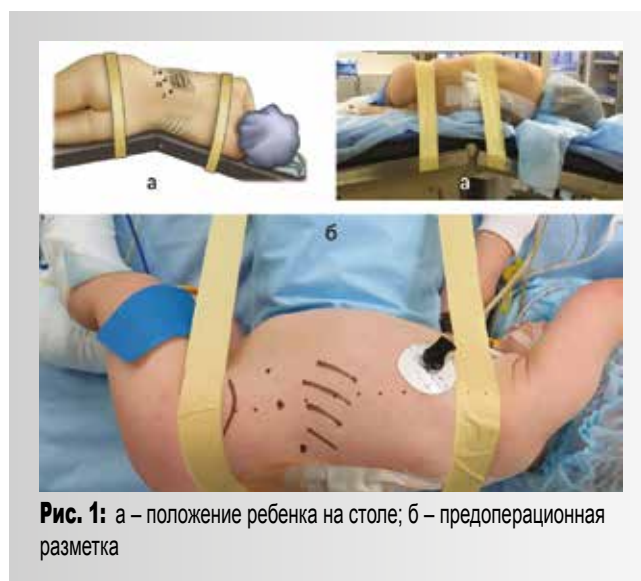 а
а
б
Рис. 1: а – положение ребенка на столе; б – предоперационная
разметка